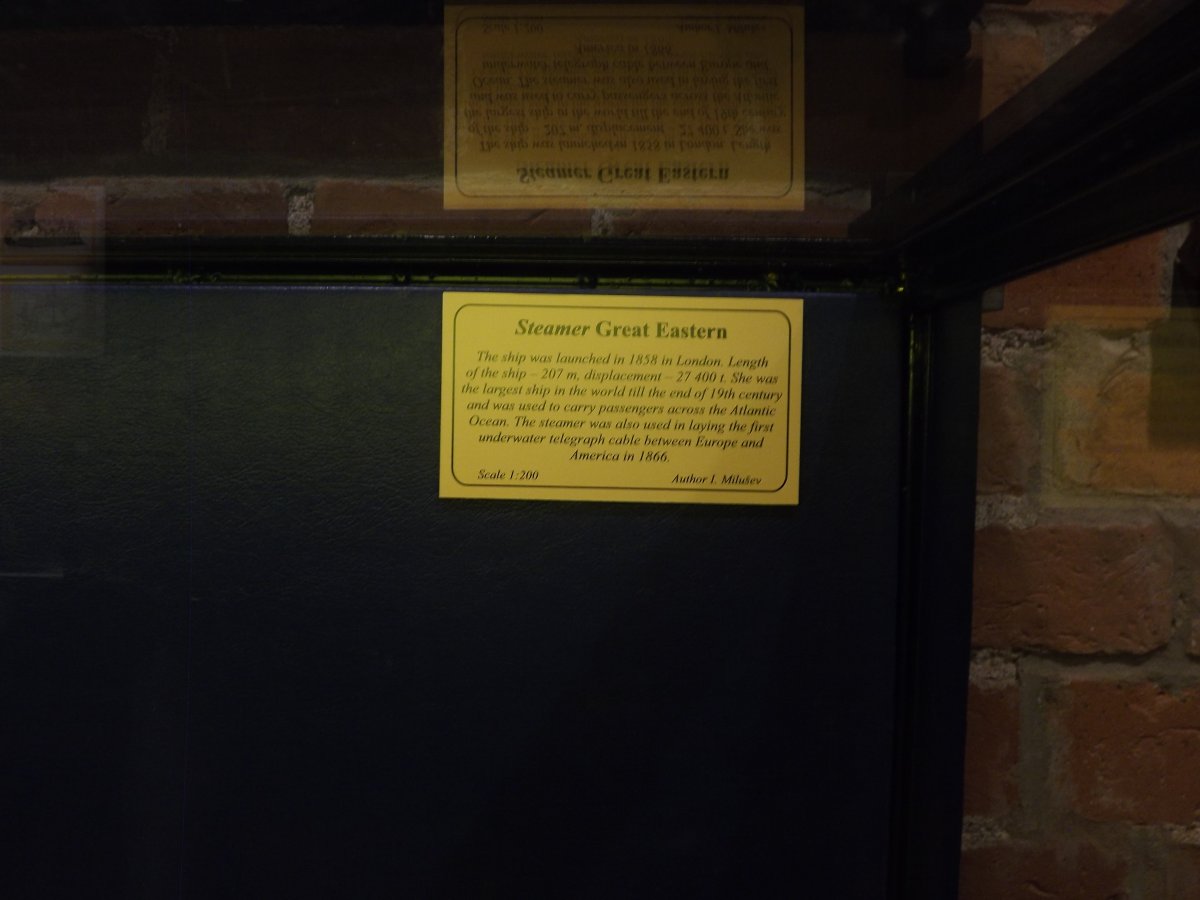 Steamer Great Eastern
The ship was launched in 1858 in London. Length
of the ship – 207 m, displacement – 27 400 t. She was
the largest ship in the world till the end of 19th century
and was used to carry passengers across the Atlantic
Ocean. The steamer was also used in laying the first
underwater telegraph cable between Europe and
America in 1866.
Scale 1:200 Author I. Milušev